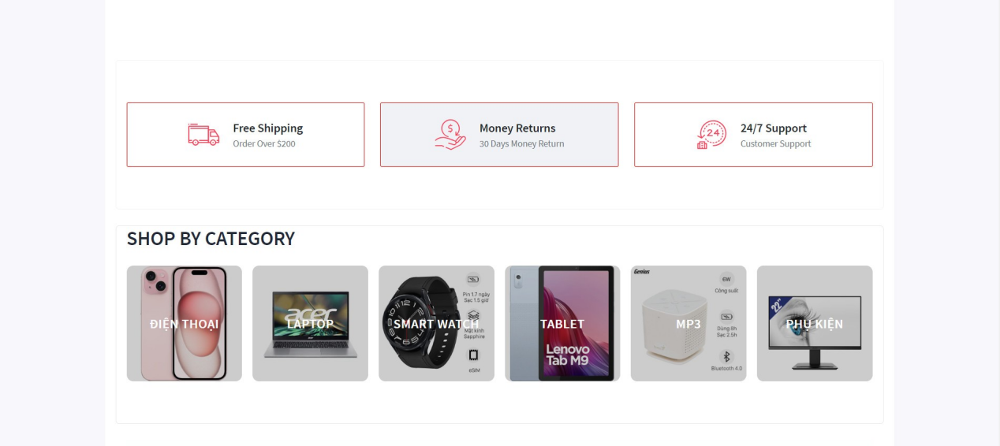 Free Shipping
Order Over $200
Money Returns
30 Days Money Return
24
24/7 Support
Customer Support
SHOP BY CATEGORY
ĐIỆN THOẠI
acer
LAPTOP
Pin 1.7 ngày
Sạc 1.5 giờ
SMART WATCH
Mặt kính
Sapphire
eSIM
TABLET
Lenovo
Tab M9
Genius
6W
Công suất
MP3
Dùng 8h
Sạc 2.5h
Bluetooth 4.0
22"
PHỤ KIỆN